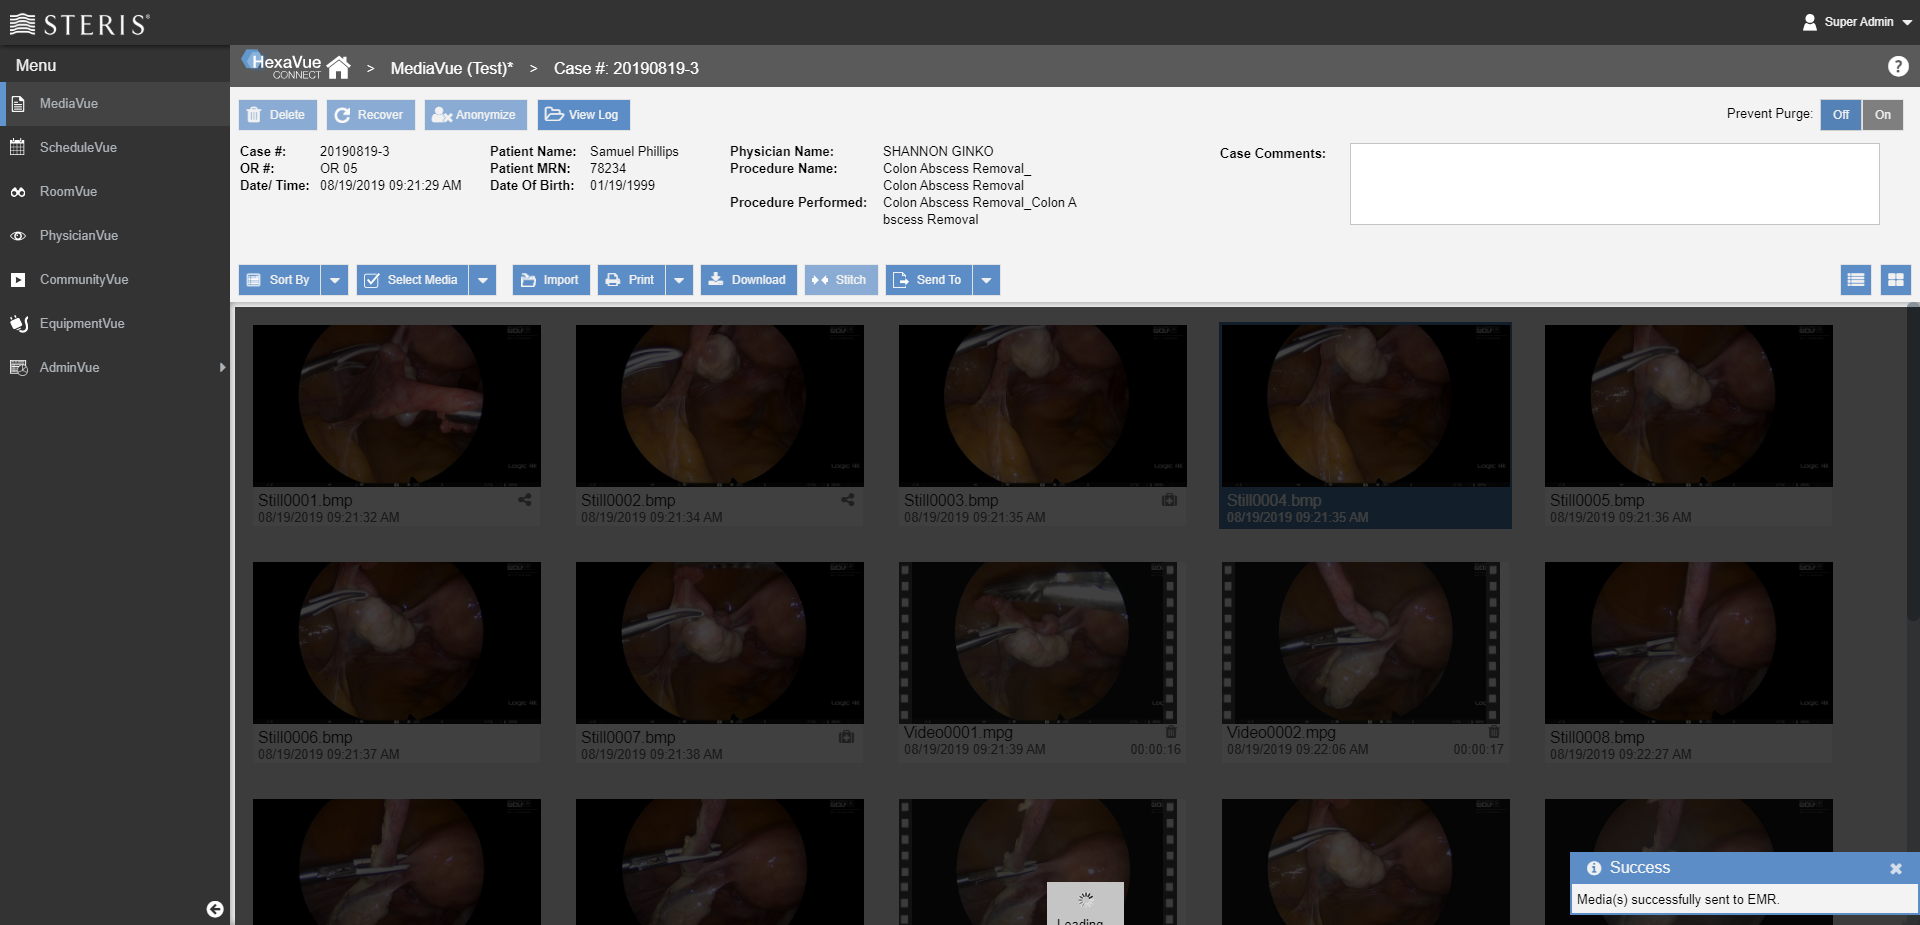 STERIS®
Super Admin
Menu
HexaVue
CONNECT
> MediaVue (Test)* > Case #: 20190819-3
?
MediaVue
ScheduleVue
RoomVue
PhysicianVue
CommunityVue
EquipmentVue
AdminVue
Delete Recover Anonymize View Log
Prevent Purge: Off On
Case #: 20190819-3
OR #: OR 05
Date/ Time: 08/19/2019 09:21:29 AM
Patient Name: Samuel Phillips
Patient MRN: 78234
Date Of Birth: 01/19/1999
Physician Name: SHANNON GINKO
Procedure Name: Colon Abscess Removal_
Colon Abscess Removal
Procedure Performed: Colon Abscess Removal_Colon A
bscess Removal
Case Comments:
Sort By Select Media Import Print Download Stitch Send To
Still0001.bmp
08/19/2019 09:21:32 AM
Still0002.bmp
08/19/2019 09:21:34 AM
Still0003.bmp
08/19/2019 09:21:35 AM
Still0004.bmp
08/19/2019 09:21:35 AM
Still0005.bmp
08/19/2019 09:21:36 AM
Still0006.bmp
08/19/2019 09:21:37 AM
Still0007.bmp
08/19/2019 09:21:38 AM
Video0001.mpg
08/19/2019 09:21:39 AM 00:00:16
Video0002.mpg
08/19/2019 09:22:06 AM 00:00:17
Still0008.bmp
08/19/2019 09:22:27 AM
Loading
Success
Media(s) successfully sent to EMR.